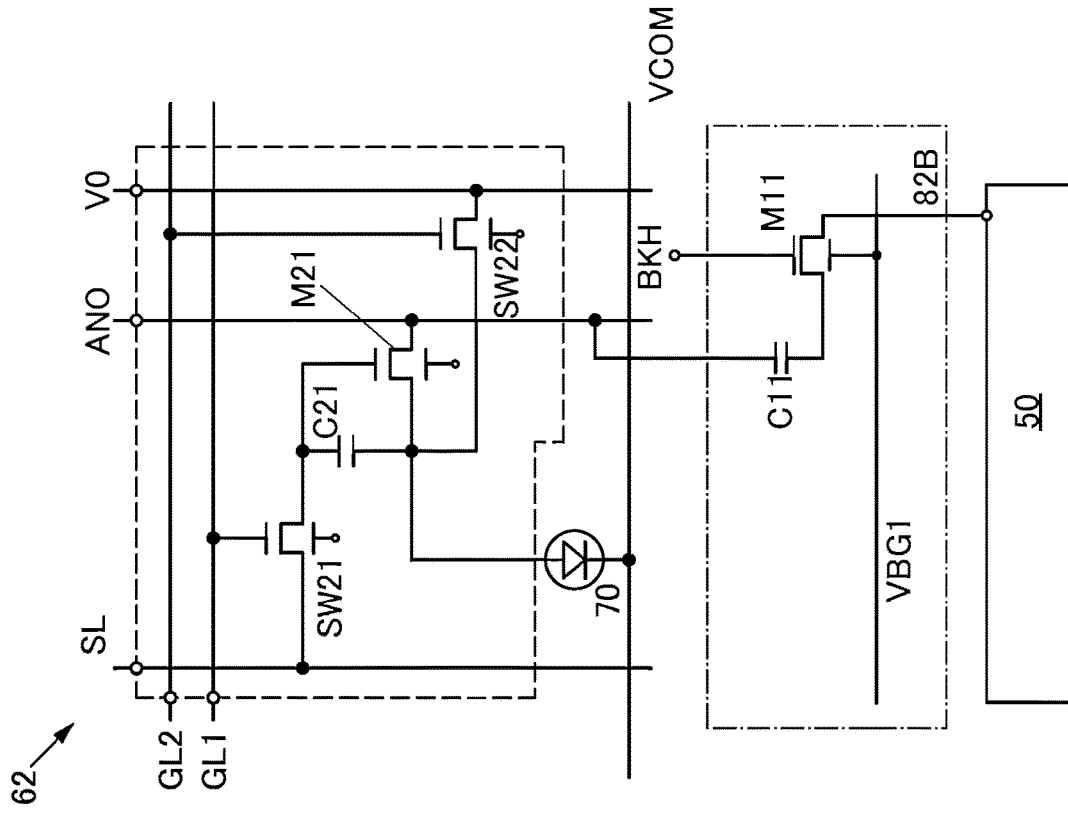 62
GL2
GL1
SL
ANO
V0
SW21
C21
M21
SW22
70
VCOM
BKH
C11
M11
82B
VBG1
50